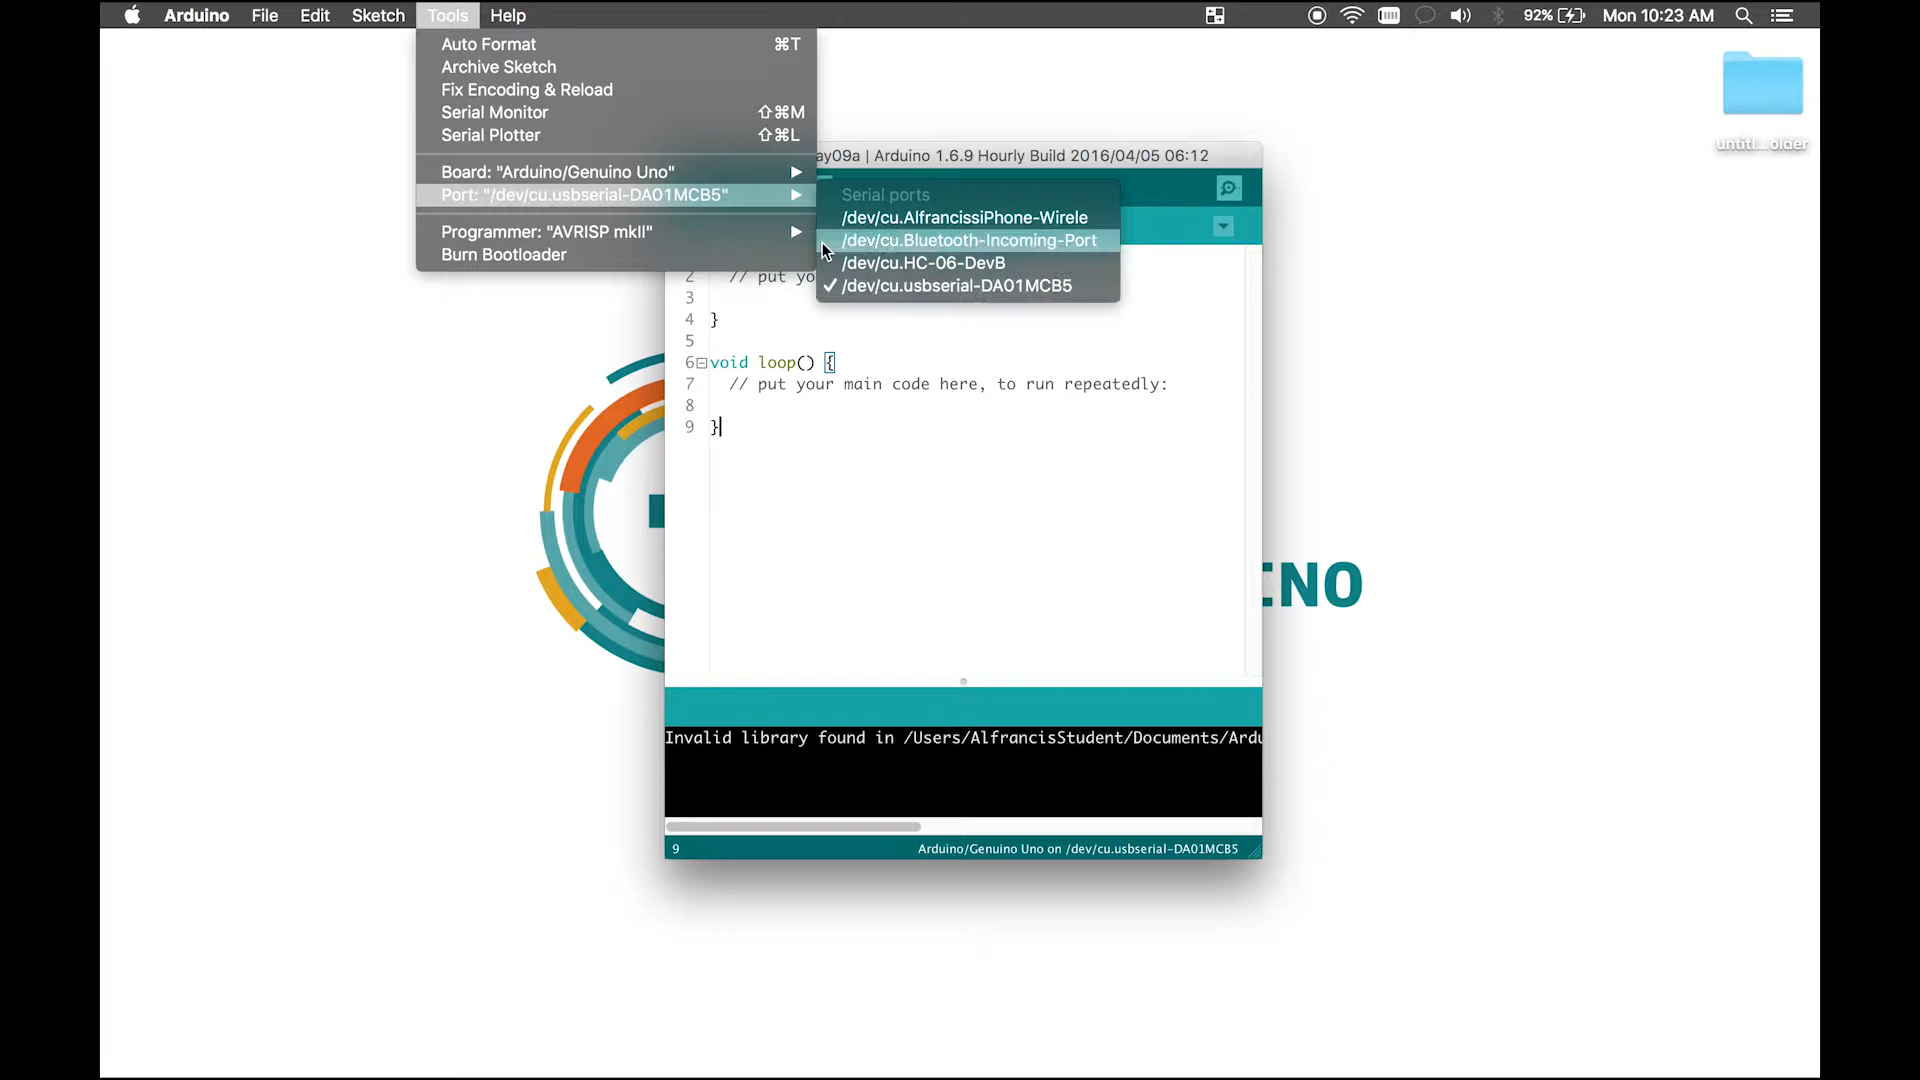 Arduino File Edit Sketch Tools Help 92% Mon 10:23 AM
Auto Format ⌘T
Archive Sketch
Fix Encoding & Reload
Serial Monitor ⇧⌘M
Serial Plotter ⇧⌘L
Board: "Arduino/Genuino Uno" ▶
Port: "/dev/cu.usbserial-DA01MCB5" ▶
Programmer: "AVRISP mkII" ▶
Burn Bootloader
Serial ports
/dev/cu.AlfrancissiPhone-Wirele
/dev/cu.Bluetooth-Incoming-Port
/dev/cu.HC-06-DevB
✓ /dev/cu.usbserial-DA01MCB5
untitl...older
ay09a | Arduino 1.6.9 Hourly Build 2016/04/05 06:12
2 // put yo
3
4 }
5
6 void loop() {
7 // put your main code here, to run repeatedly:
8
9 }
INO
Invalid library found in /Users/AlfrancisStudent/Documents/Ardu
9 Arduino/Genuino Uno on /dev/cu.usbserial-DA01MCB5